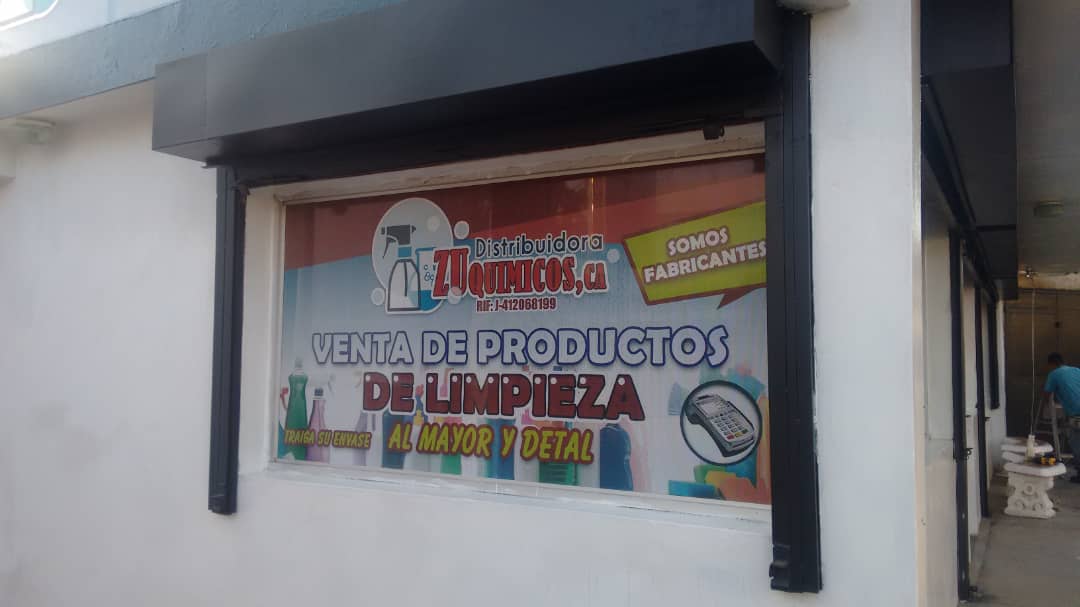 Distribuidora
ZUQUIMICOS,CA
RIF: J-412068199
SOMOS
FABRICANTES
VENTA DE PRODUCTOS
DE LIMPIEZA
TRAIGA SU ENVASE
AL MAYOR Y DETAL